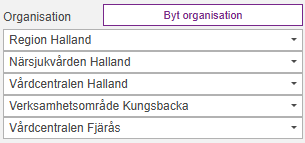 Organisation Byt organisation
Region Halland
Närsjukvården Halland
Vårdcentralen Halland
Verksamhetsområde Kungsbacka
Vårdcentralen Fjärås